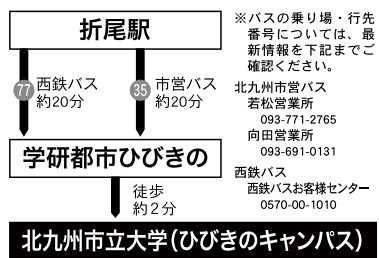 折尾駅
77 西鉄バス
約20分
35 市営バス
約20分
学研都市ひびきの
徒歩
約2分
北九州市立大学(ひびきのキャンパス)
※バスの乗り場・行先
番号については、最
新情報を下記までご
確認ください。
北九州市営バス
若松営業所
093-771-2765
向田営業所
093-691-0131
西鉄バス
西鉄バスお客様センター
0570-00-1010